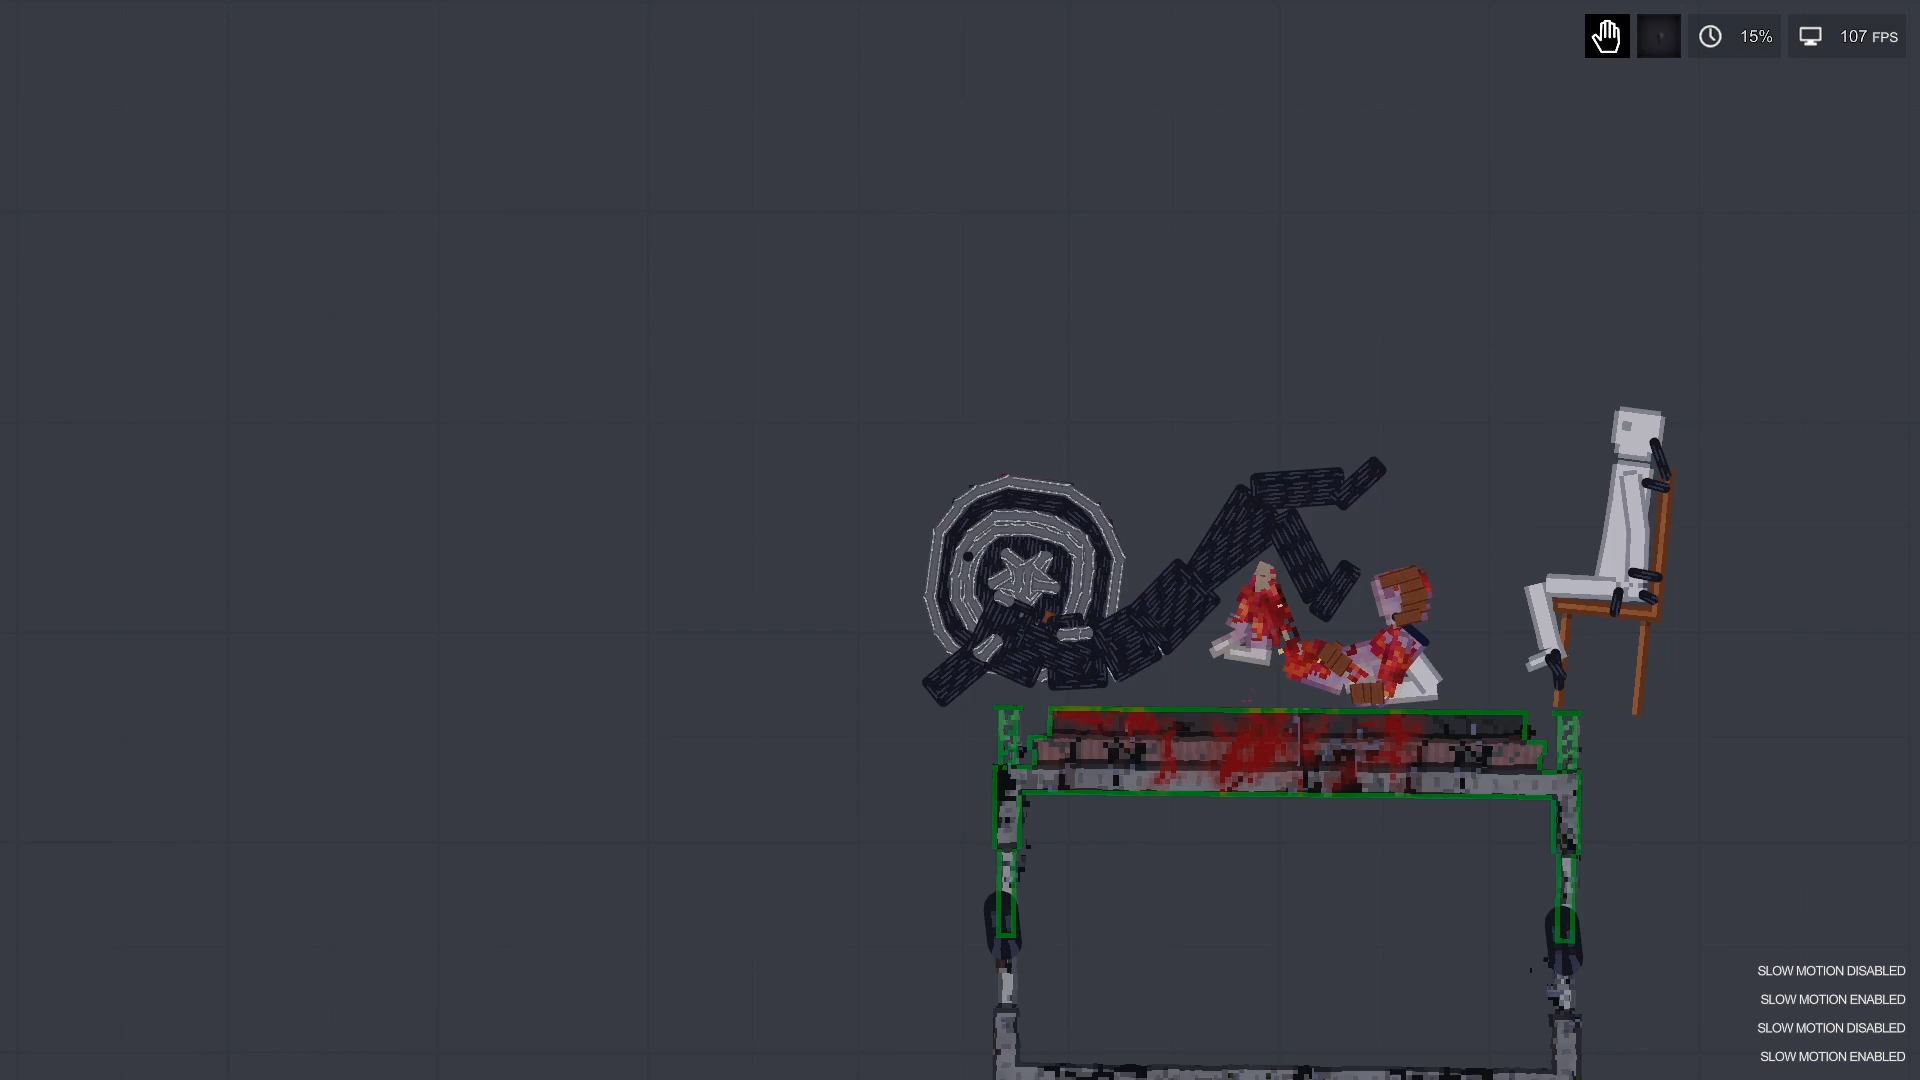 15%
107 FPS
SLOW MOTION DISABLED
SLOW MOTION ENABLED
SLOW MOTION DISABLED
SLOW MOTION ENABLED